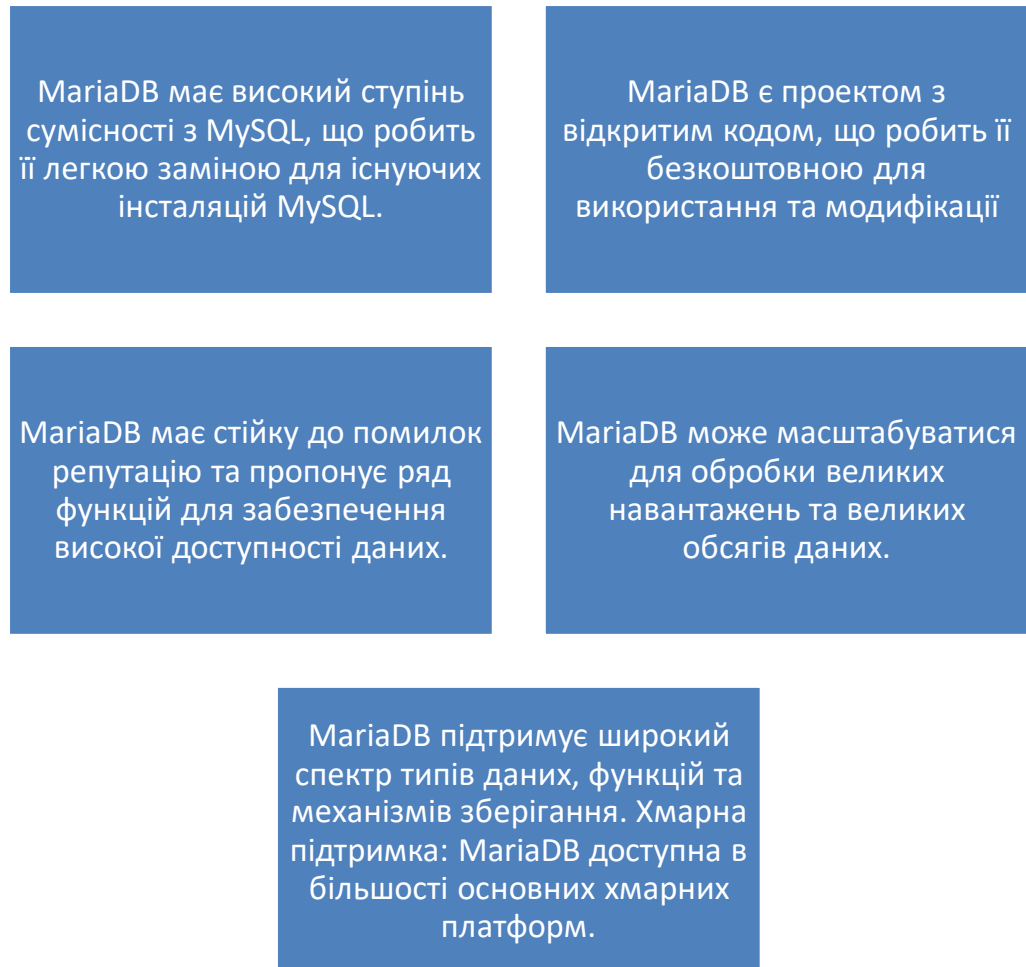 MariaDB має високий ступінь
сумісності з MySQL, що робить
її легкою заміною для існуючих
інсталяцій MySQL.
MariaDB є проектом з
відкритим кодом, що робить її
безкоштовною для
використання та модифікації
MariaDB має стійку до помилок
репутацію та пропонує ряд
функцій для забезпечення
високої доступності даних.
MariaDB може масштабуватися
для обробки великих
навантажень та великих
обсягів даних.
MariaDB підтримує широкий
спектр типів даних, функцій та
механізмів зберігання. Хмарна
підтримка: MariaDB доступна в
більшості основних хмарних
платформ.